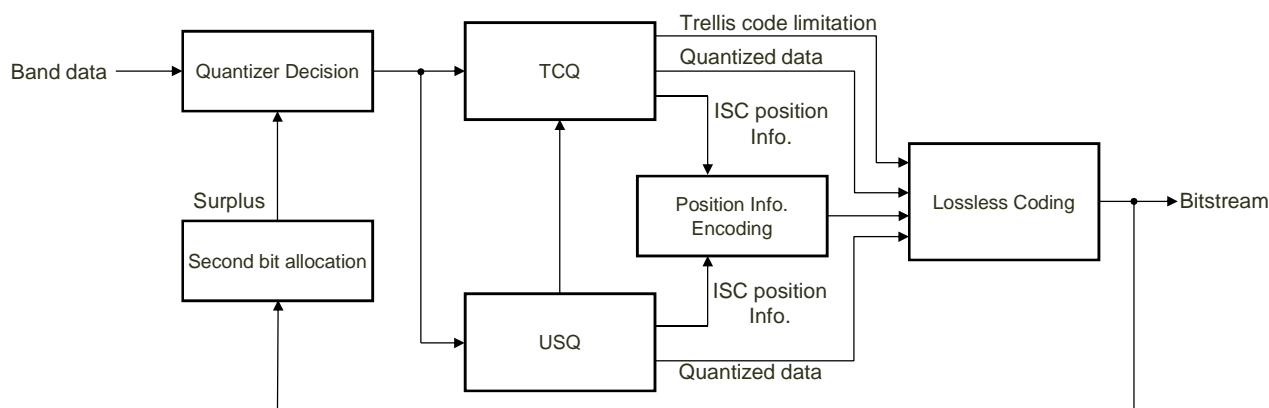 Trellis code limitation
Quantized data
Band data
Quantizer Decision
TCQ
ISC position
Info.
Surplus
Position Info.
Encoding
Lossless Coding
Bitstream
Second bit allocation
ISC position
Info.
USQ
Quantized data